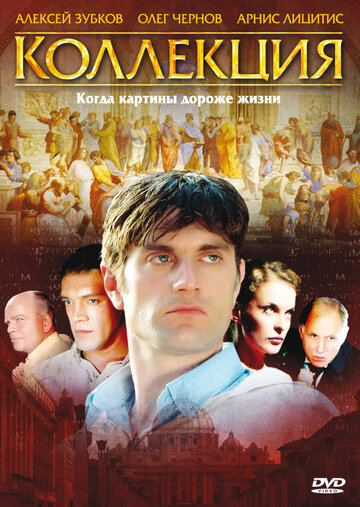 АЛЕКСЕЙ ЗУБКОВ ОЛЕГ ЧЕРНОВ АРНИС ЛИЦИТИС
КОЛЛЕКЦИЯ
Когда картины дороже жизни
DVD
VIDEO